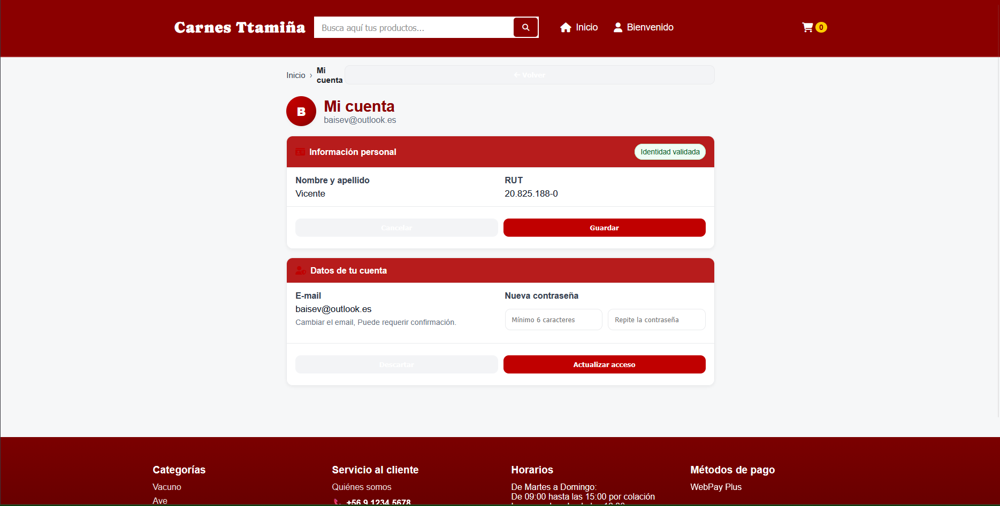 Carnes Ttamiña
Busca aquí tus productos...
Inicio
Bienvenido
0
Inicio › Mi cuenta
← Volver
B
Mi cuenta
baisev@outlook.es
Información personal
Identidad validada
Nombre y apellido
Vicente
RUT
20.825.188-0
Cancelar
Guardar
Datos de tu cuenta
E-mail
baisev@outlook.es
Cambiar el email, Puede requerir confirmación.
Nueva contraseña
Mínimo 6 caracteres
Repite la contraseña
Descartar
Actualizar acceso
Categorías
Vacuno
Ave
Servicio al cliente
Quiénes somos
+56 9 1234 5678
Horarios
De Martes a Domingo:
De 09:00 hasta las 15:00 por colación
Métodos de pago
WebPay Plus